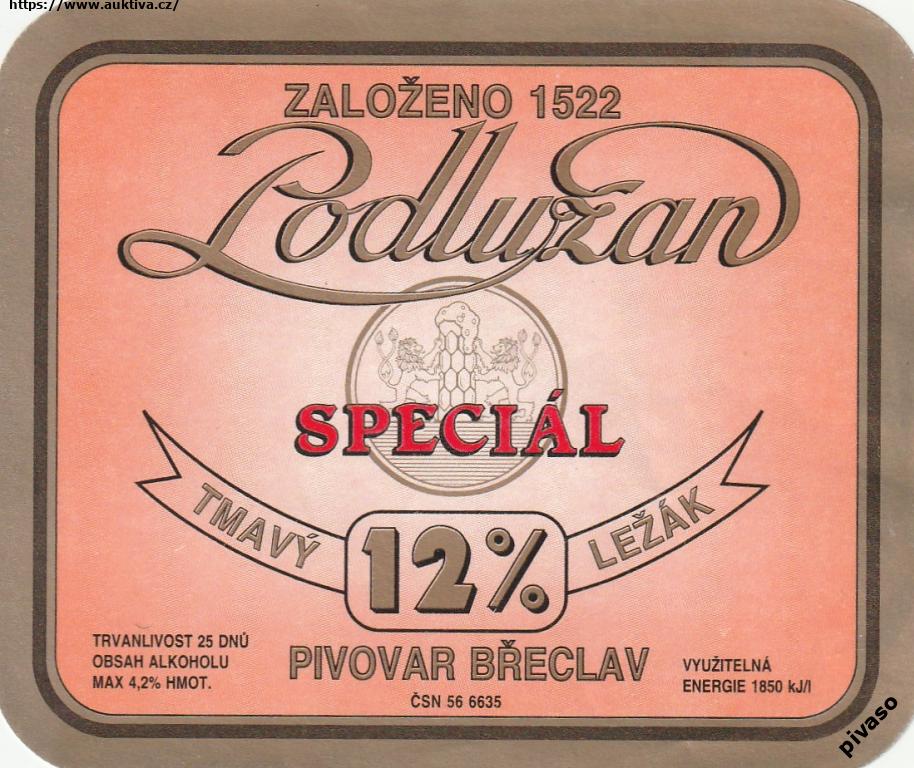 https://www.auktiva.cz/
ZALOŽENO 1522
Podlužan
SPECIÁL
TMAVÝ
LEŽÁK
12%
TRVANLIVOST 25 DNŮ
OBSAH ALKOHOLU
MAX 4,2% HMOT.
PIVOVAR BŘECLAV
ČSN 56 6635
VYUŽITELNÁ
ENERGIE 1850 kJ/l
pivaso